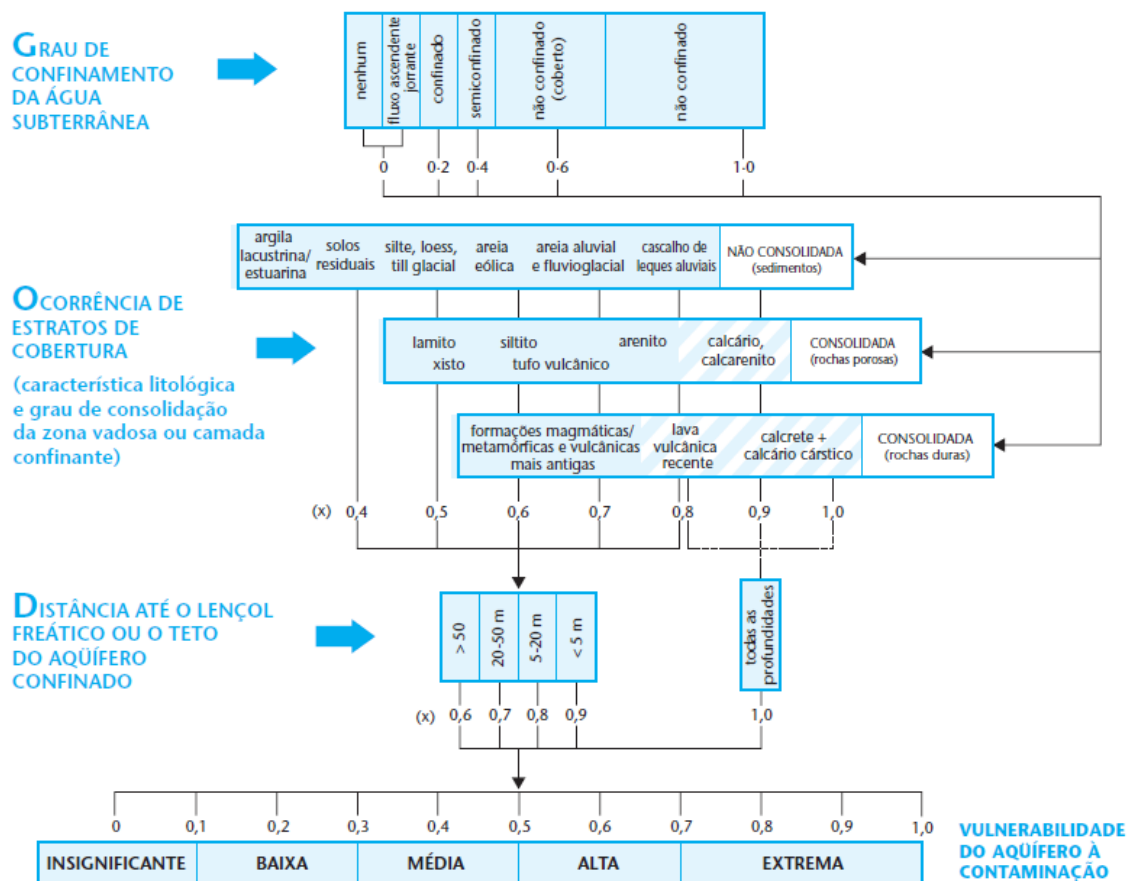 GRAU DE
CONFINAMENTO
DA ÁGUA
SUBTERRÂNEA
nenhum
fluxo ascendente
jorrante
confinado
semiconfinado
não confinado
(coberto)
não confinado
0
0·2
0·4
0·6
1·0
OCORRÊNCIA DE
ESTRATOS DE
COBERTURA
(característica litológica
e grau de consolidação
da zona vadosa ou camada
confinante)
argila
lacustrina/
estuarina
solos
residuais
silte, loess,
till glacial
areia
eólica
areia aluvial
e fluvioglacial
cascalho de
leques aluviais
NÃO CONSOLIDADA
(sedimentos)
lamito
xisto
siltito
tufo vulcânico
arenito
calcário,
calcarenito
CONSOLIDADA
(rochas porosas)
formações magmáticas/
metamórficas e vulcânicas
mais antigas
lava
vulcânica
recente
calcrete +
calcário cárstico
CONSOLIDADA
(rochas duras)
(x) 0,4 0,5 0,6 0,7 0,8 0,9 1,0
DISTÂNCIA ATÉ O LENÇOL
FREÁTICO OU O TETO
DO AQÜÍFERO
CONFINADO
> 50
20-50 m
5-20 m
< 5 m
todas as
profundidades
(x) 0,6 0,7 0,8 0,9 1,0
0 0,1 0,2 0,3 0,4 0,5 0,6 0,7 0,8 0,9 1,0
INSIGNIFICANTE BAIXA MÉDIA ALTA EXTREMA
VULNERABILIDADE
DO AQÜÍFERO À
CONTAMINAÇÃO